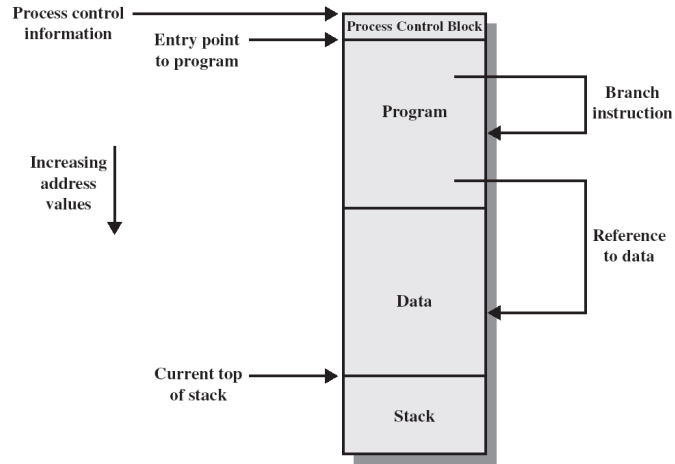 Process control
information
Process Control Block
Entry point
to program
Program
Branch
instruction
Increasing
address
values
Reference
to data
Data
Current top
of stack
Stack